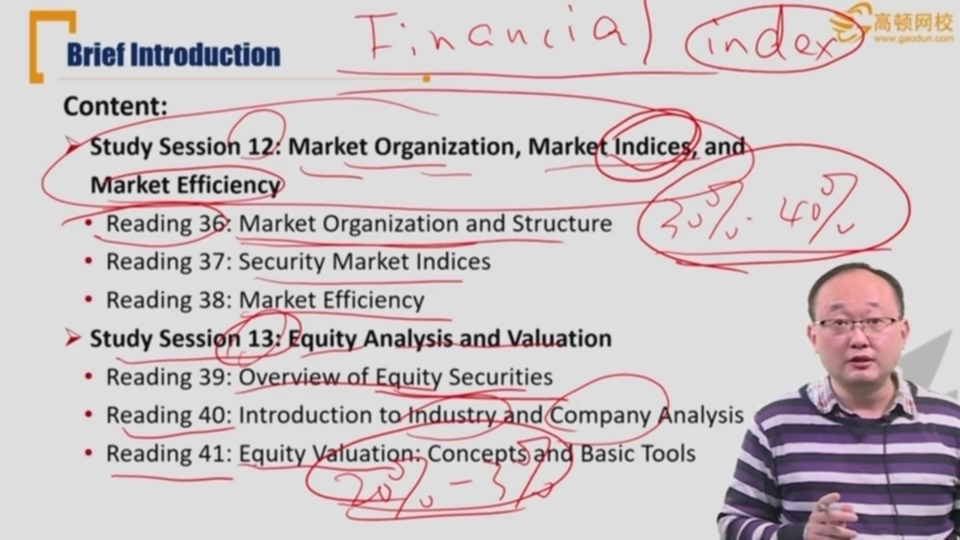 Financial index
高顿网校
www.gaodun.com
Brief Introduction
Content:
Study Session 12: Market Organization, Market Indices, and
Market Efficiency
• Reading 36: Market Organization and Structure
30% - 40%
• Reading 37: Security Market Indices
• Reading 38: Market Efficiency
Study Session 13: Equity Analysis and Valuation
• Reading 39: Overview of Equity Securities
• Reading 40: Introduction to Industry and Company Analysis
• Reading 41: Equity Valuation: Concepts and Basic Tools